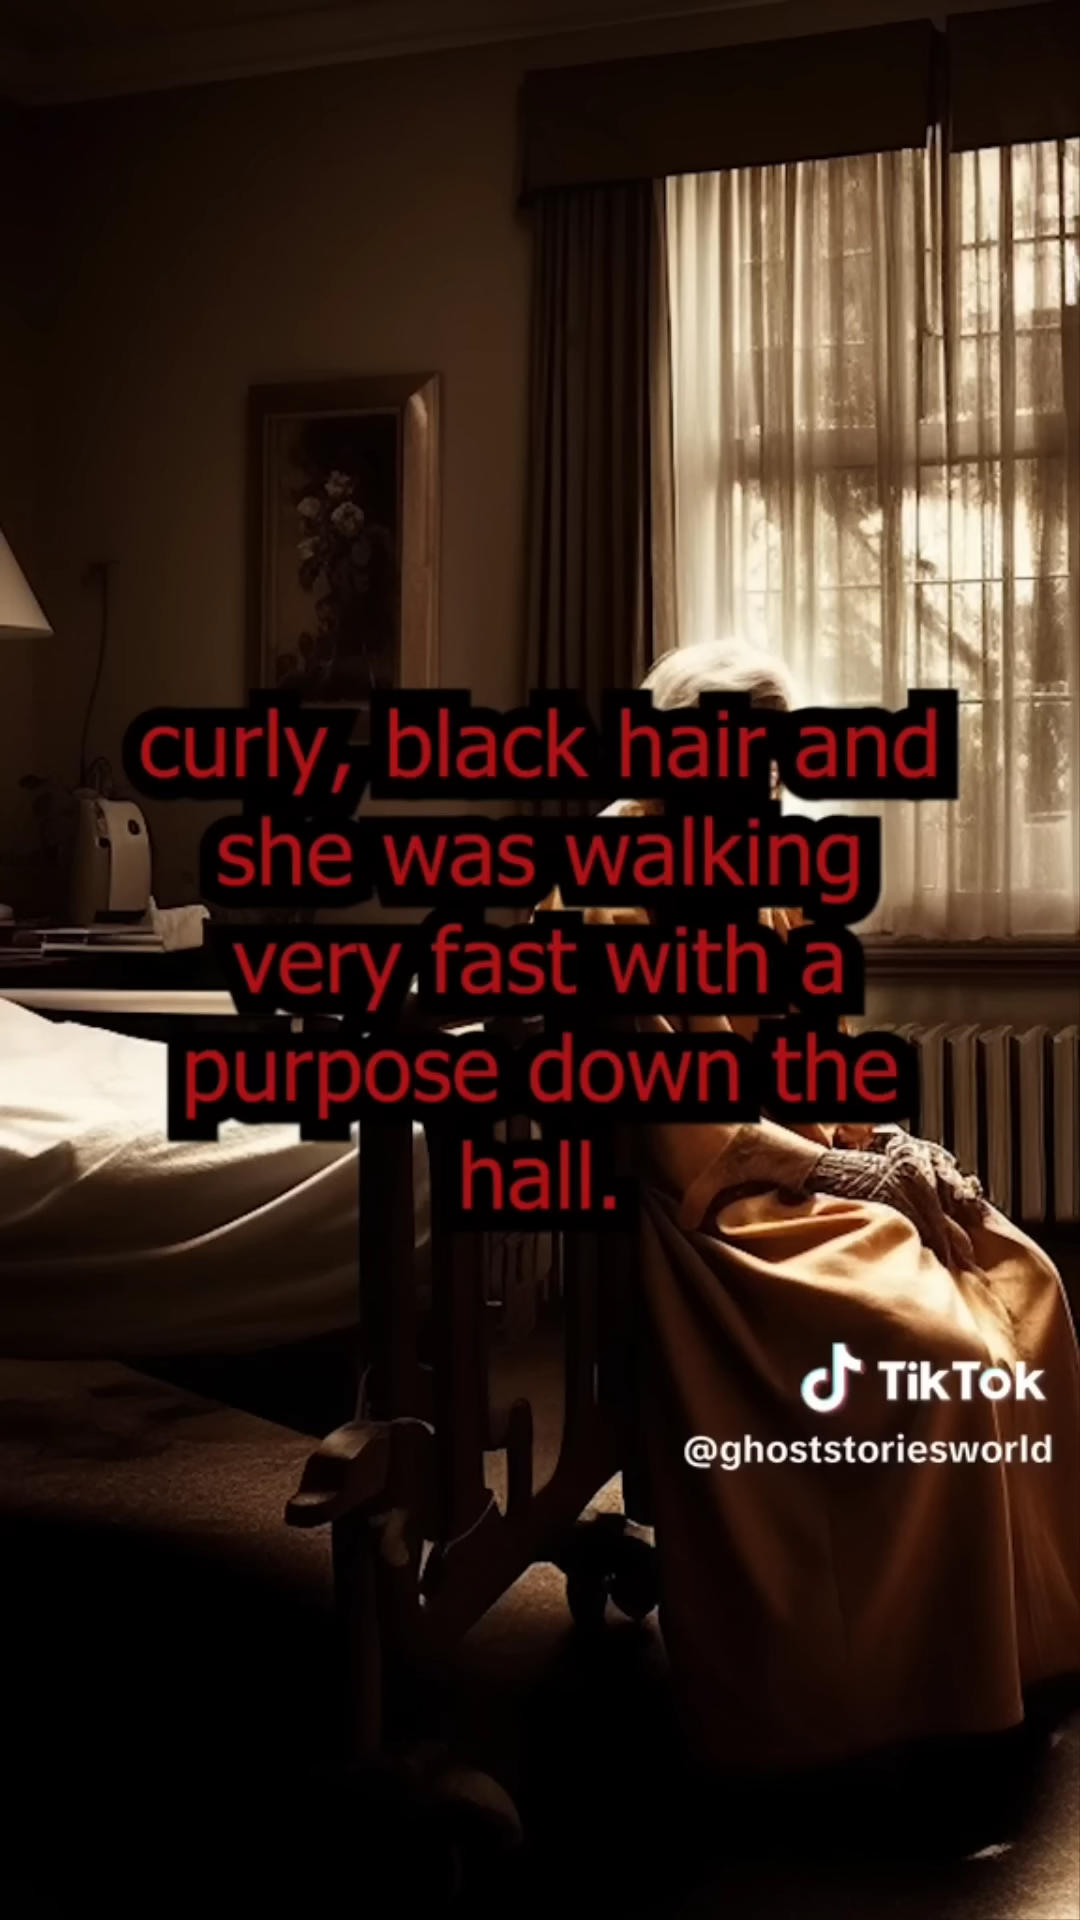 curly, black hair and
she was walking
very fast with a
purpose down the
hall.
TikTok
@ghoststoriesworld